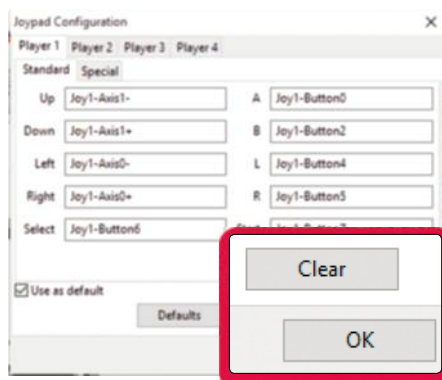 Joypad Configuration
Player 1 Player 2 Player 3 Player 4
Standard Special
Up Joy1-Axis1- A Joy1-Button0
Down Joy1-Axis1+ B Joy1-Button2
Left Joy1-Axis0- L Joy1-Button4
Right Joy1-Axis0+ R Joy1-Button5
Select Joy1-Button6
Clear
Use as default
Defaults
OK